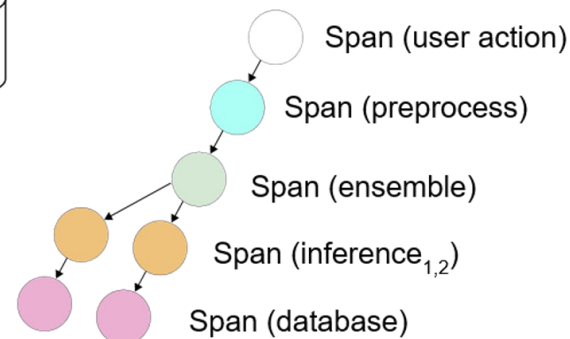 Span (user action)
Span (preprocess)
Span (ensemble)
Span (inference1,2)
Span (database)